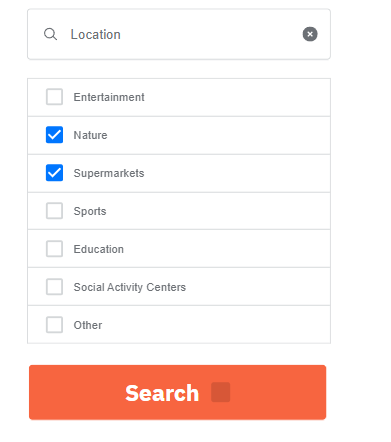 Location
Entertainment
Nature
Supermarkets
Sports
Education
Social Activity Centers
Other
Search